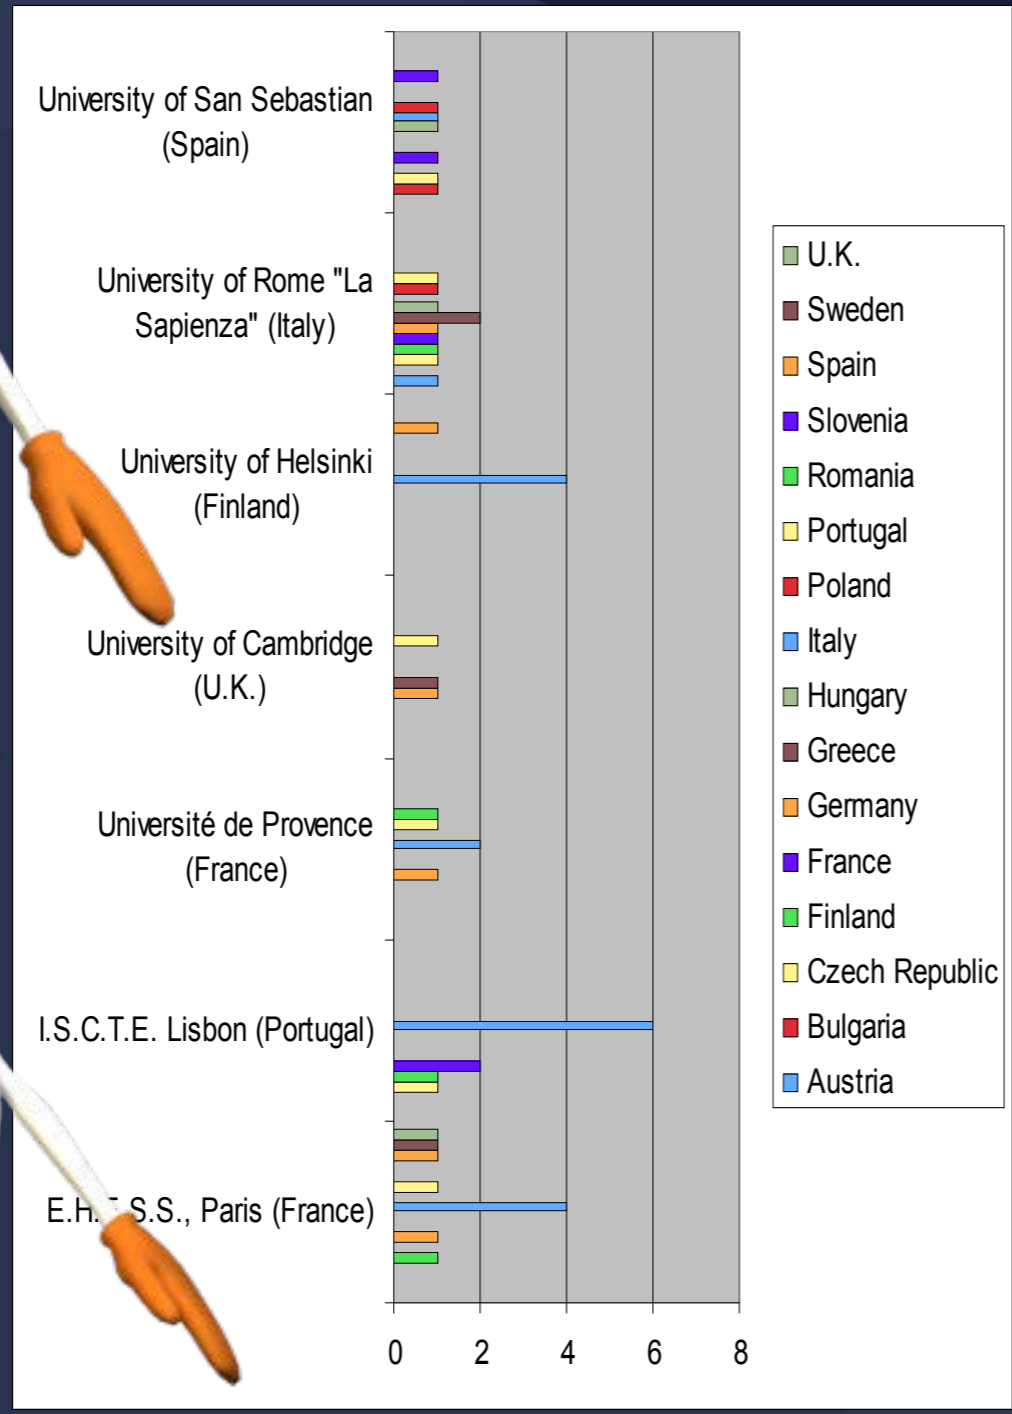 University of San Sebastian
(Spain)
University of Rome "La
Sapienza" (Italy)
University of Helsinki
(Finland)
University of Cambridge
(U.K.)
Université de Provence
(France)
I.S.C.T.E. Lisbon (Portugal)
Paris (France)
0 2 4 6 8
U.K.
Sweden
Spain
Slovenia
Romania
Portugal
Poland
Italy
Hungary
Greece
Germany
France
Finland
Czech Republic
Bulgaria
Austria